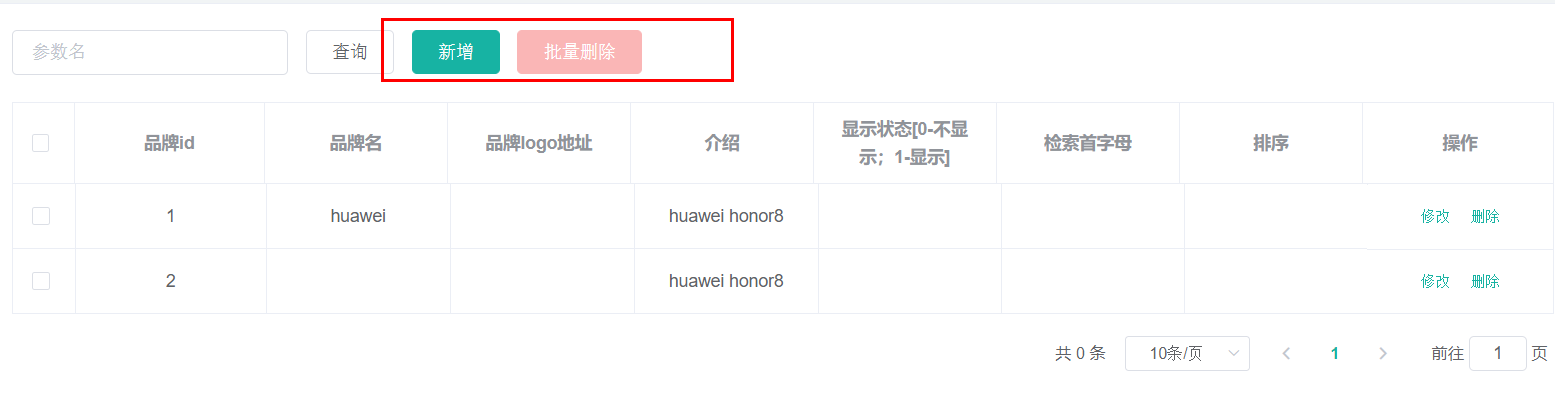 参数名 查询 新增 批量删除
品牌id 品牌名 品牌logo地址 介绍 显示状态[0-不显 检索首字母 排序 操作
示；1-显示]
1 huawei huawei honor8 修改 删除
2 huawei honor8 修改 删除
共 0 条 10条/页 1 前往 1 页